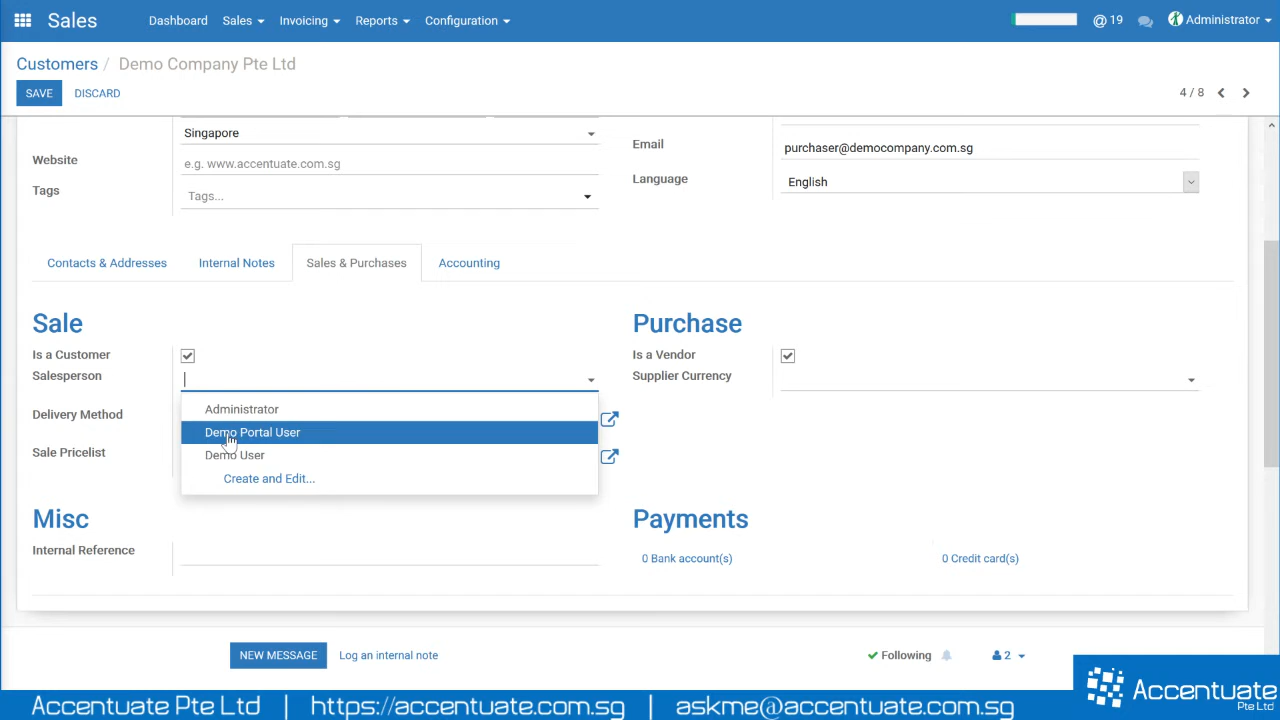 Sales Dashboard Sales Invoicing Reports Configuration @ 19 Administrator
Customers / Demo Company Pte Ltd
SAVE DISCARD 4 / 8
Singapore
Email purchaser@democompany.com.sg
Website e.g. www.accentuate.com.sg
Language English
Tags Tags...
Contacts & Addresses Internal Notes Sales & Purchases Accounting
Sale Purchase
Is a Customer Is a Vendor
Salesperson Supplier Currency
Administrator
Delivery Method
Demo Portal User
Sale Pricelist
Demo User
Create and Edit...
Misc Payments
Internal Reference 0 Bank account(s) 0 Credit card(s)
NEW MESSAGE Log an internal note Following 2
Accentuate Pte Ltd | https://accentuate.com.sg | askme@accentuate.com.sg
Accentuate
Pte Ltd